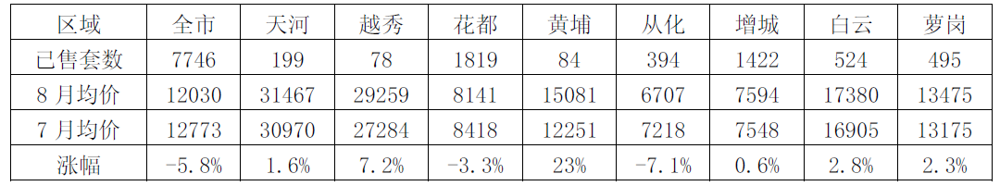 区域 全市 天河 越秀 花都 黄埔 从化 增城 白云 萝岗
已售套数 7746 199 78 1819 84 394 1422 524 495
8月均价 12030 31467 29259 8141 15081 6707 7594 17380 13475
7月均价 12773 30970 27284 8418 12251 7218 7548 16905 13175
涨幅 -5.8% 1.6% 7.2% -3.3% 23% -7.1% 0.6% 2.8% 2.3%